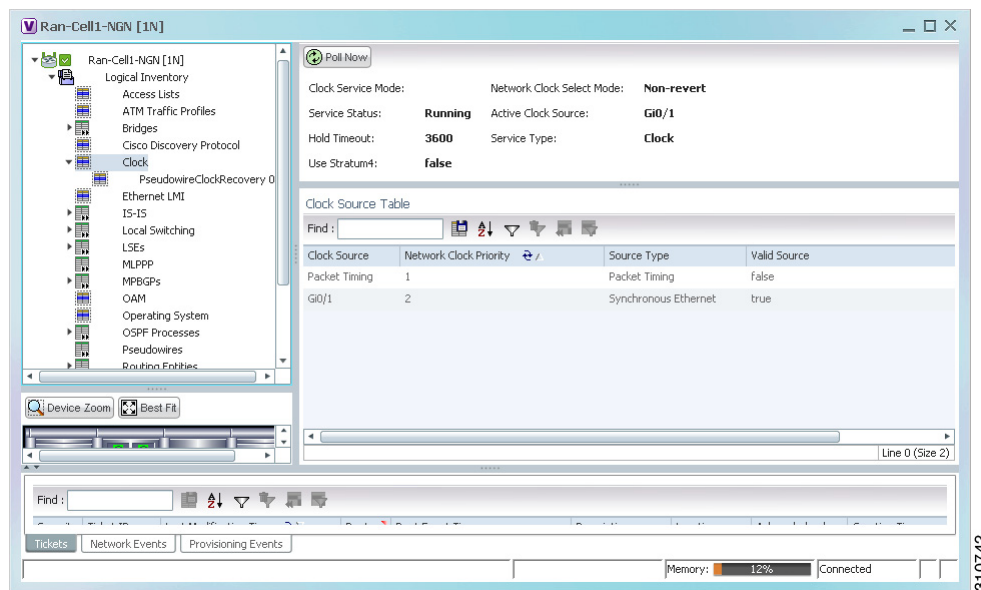 Ran-Cell1-NGN [1N]
Ran-Cell1-NGN [1N]
Logical Inventory
Access Lists
ATM Traffic Profiles
Bridges
Cisco Discovery Protocol
Clock
PseudowireClockRecovery 0
Ethernet LMI
IS-IS
Local Switching
LSEs
MLPPP
MPBGPs
OAM
Operating System
OSPF Processes
Pseudowires
Routing Entities
Device Zoom
Best Fit
Poll Now
Clock Service Mode: Network Clock Select Mode: Non-revert
Service Status: Running Active Clock Source: Gi0/1
Hold Timeout: 3600 Service Type: Clock
Use Stratum4: false
Clock Source Table
Find :
Clock Source Network Clock Priority Source Type Valid Source
Packet Timing 1 Packet Timing false
Gi0/1 2 Synchronous Ethernet true
Line 0 (Size 2)
Find :
Tickets Network Events Provisioning Events
Memory: 12% Connected
310742